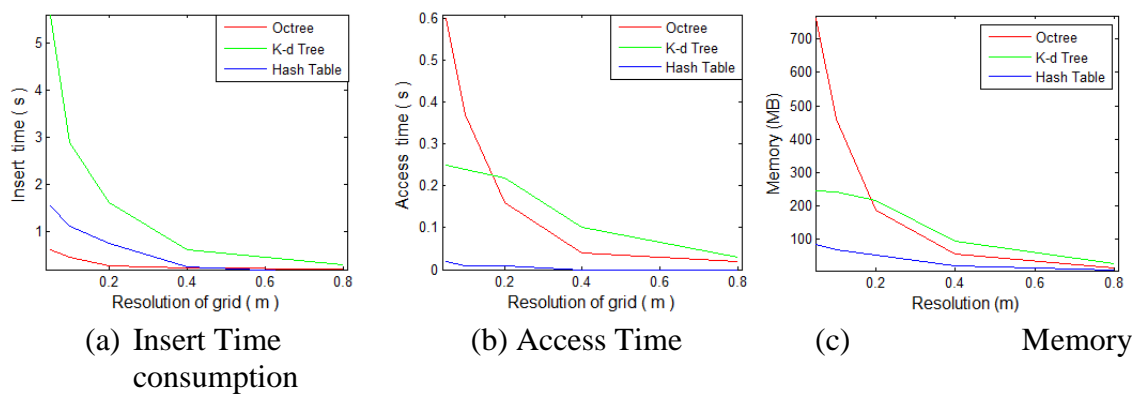 Insert time ( s )
5
4
3
2
1
Octree
K-d Tree
Hash Table
0.2 0.4 0.6 0.8
Resolution of grid ( m )
(a) Insert Time
consumption
Access time ( s )
0.6
0.5
0.4
0.3
0.2
0.1
0
Octree
K-d Tree
Hash Table
0.2 0.4 0.6 0.8
Resolution of grid ( m )
(b) Access Time
Memory (MB)
700
600
500
400
300
200
100
Octree
K-d Tree
Hash Table
0.2 0.4 0.6 0.8
Resolution (m)
(c) Memory